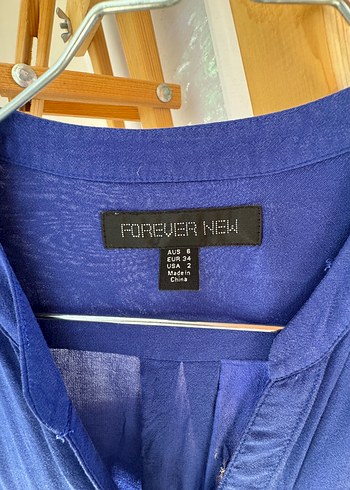 FOREVER NEW
AUS 6
EUR 34
USA 2
Made in
China